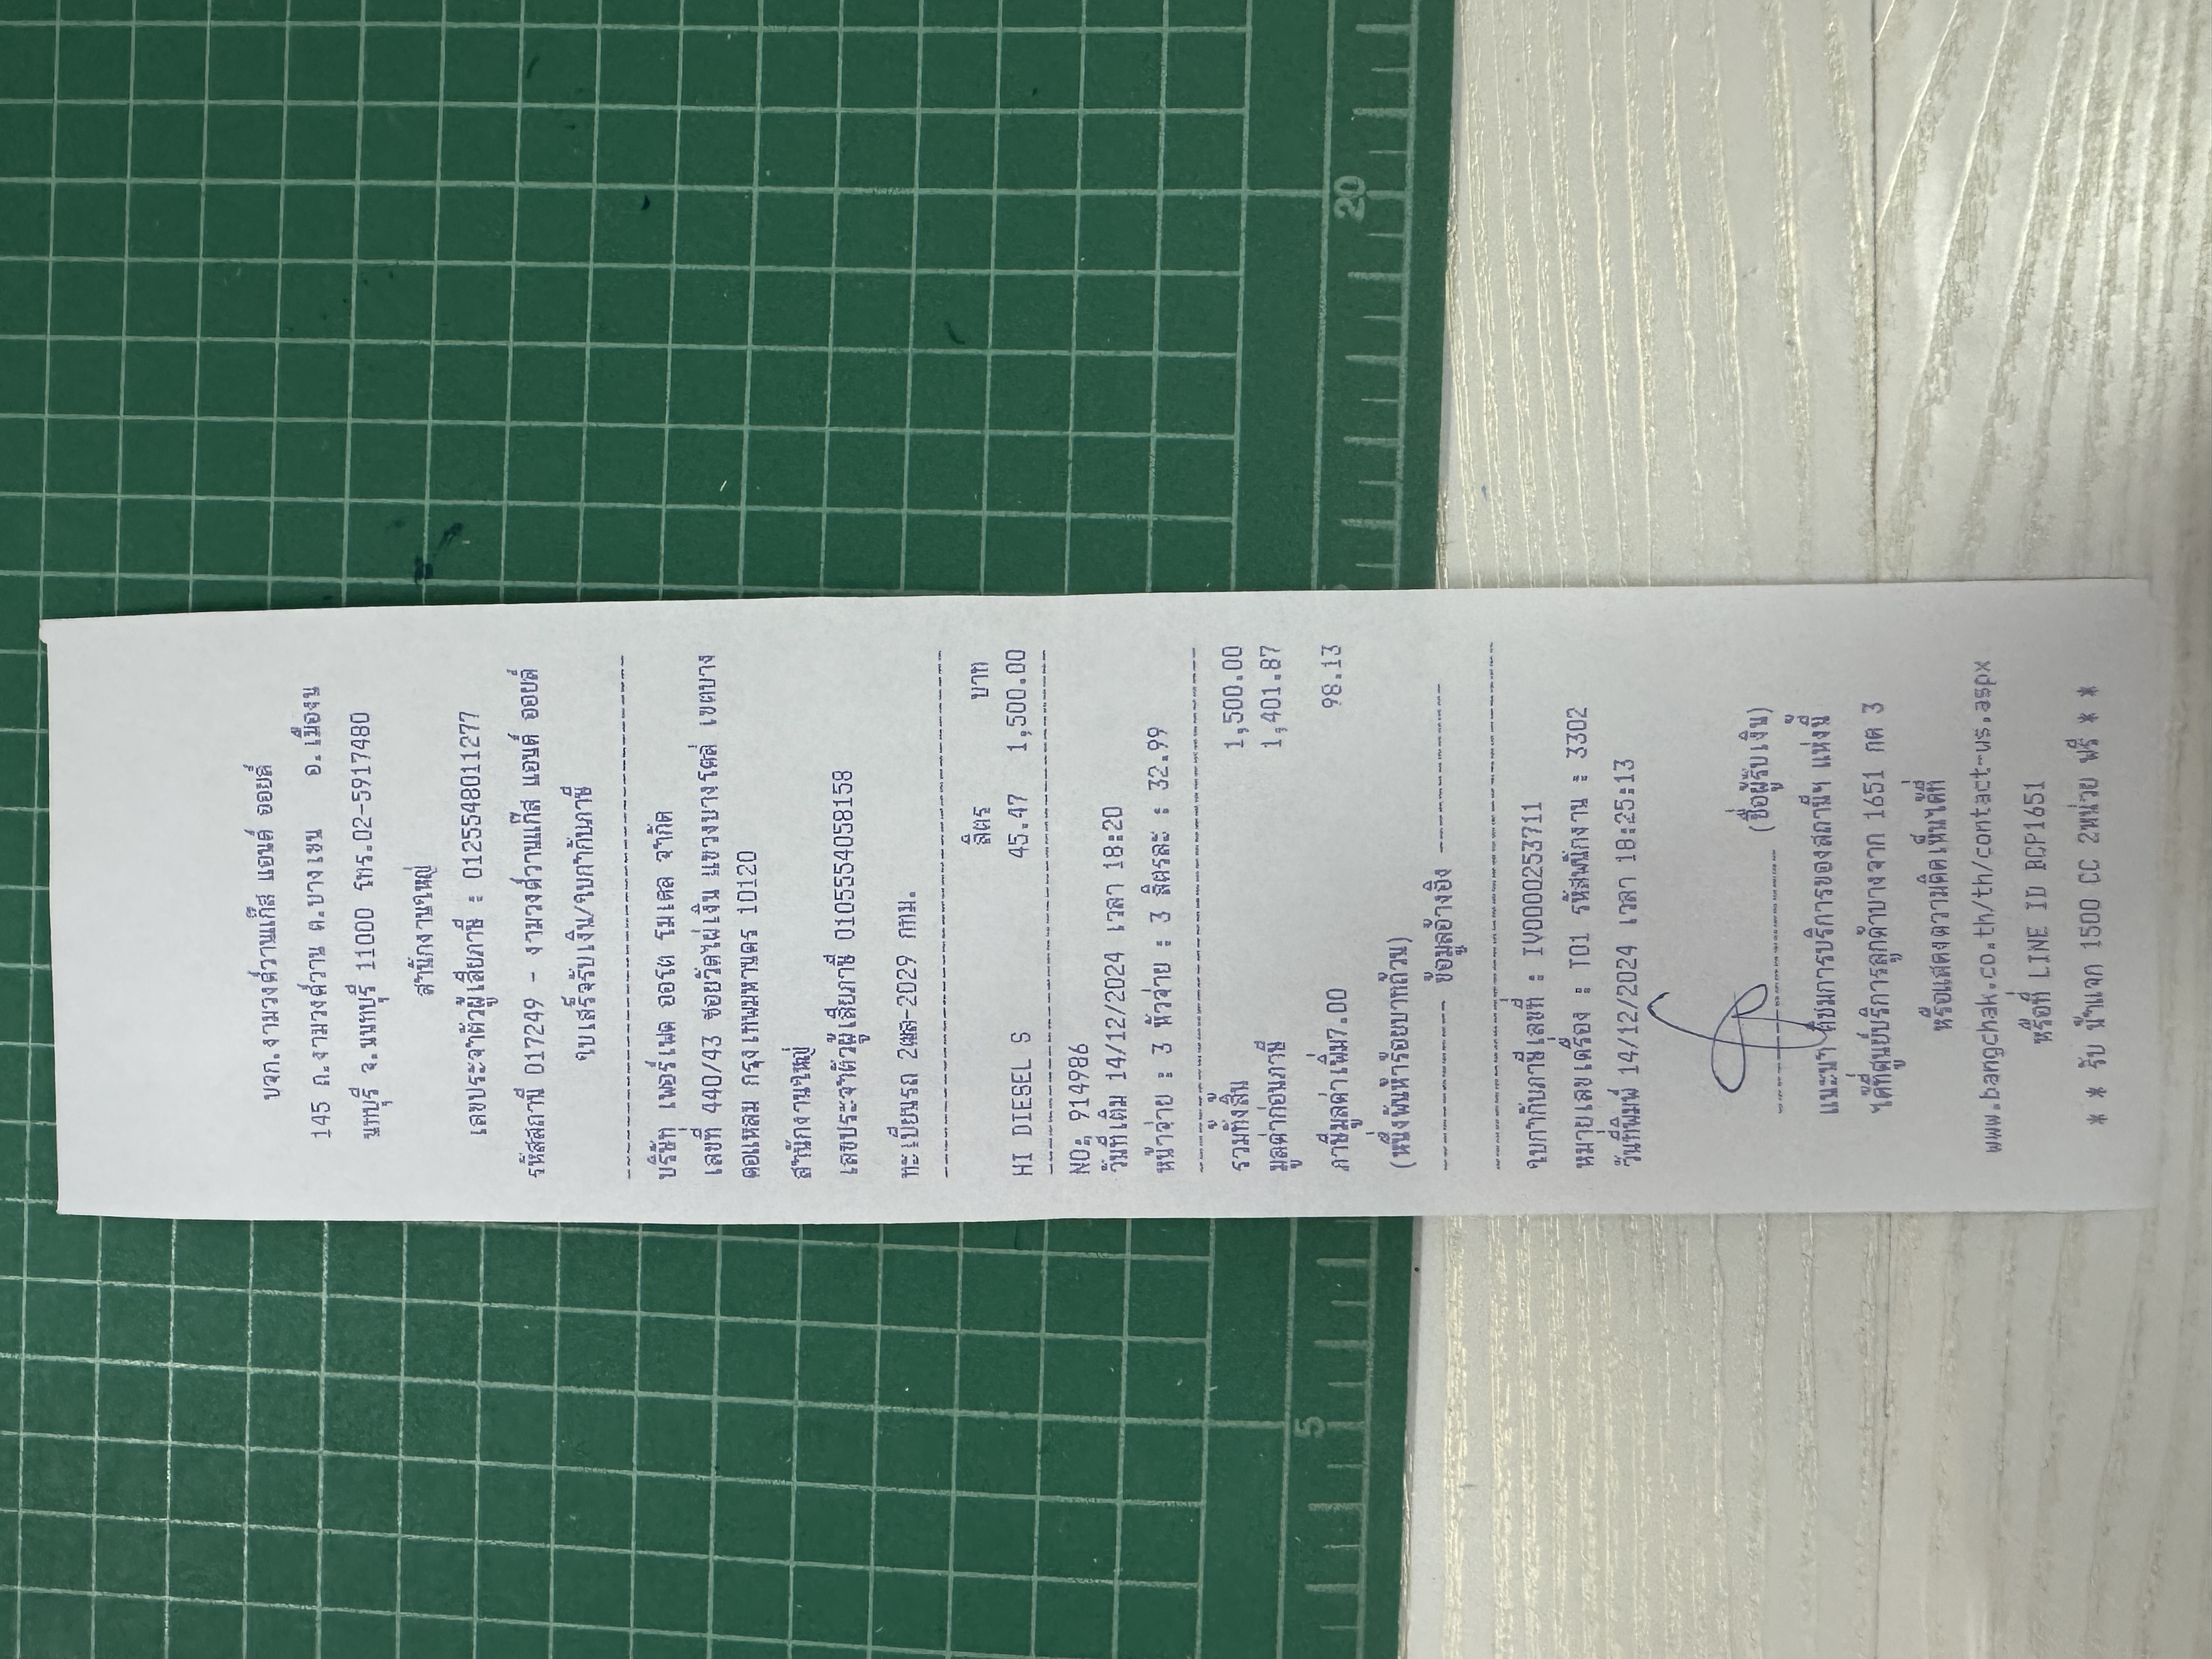 บจก.งามวงศ์วานแก๊ส แอนด์ ออยล์
145 ถ.งามวงศ์วาน ต.บางเขน อ.เมืองน
นทบุรี จ.นนทบุรี 11000 โทร.02-5917480
สำนักงานใหญ่
เลขประจำตัวผู้เสียภาษี : 0125548011277
รหัสสถานี 017249 - งามวงศ์วานแก๊ส แอนด์ ออยล์
ใบเสร็จรับเงิน/ใบกำกับภาษี
บริษัท เพอร์เฟค ออโต โมเดล จำกัด
เลขที่ 440/43 ซอยวัดไผ่เงิน แขวงบางโคล่ เขตบาง
คอแหลม กรุงเทพมหานคร 10120
สำนักงานใหญ่
เลขประจำตัวผู้เสียภาษี 0105554058158
ทะเบียนรถ 2ฒล-2029 กทม.
ลิตร บาท
HI DIESEL S 45.47 1,500.00
NO: 914986
วันที่เติม 14/12/2024 เวลา 18:20
หน้าจ่าย : 3 หัวจ่าย : 3 ลิตรละ : 32.99
รวมทั้งสิ้น 1,500.00
มูลค่าก่อนภาษี 1,401.87
ภาษีมูลค่าเพิ่ม7.00 98.13
(หนึ่งพันห้าร้อยบาทถ้วน)
ข้อมูลอ้างอิง
ใบกำกับภาษีเลขที่ : IV0000253711
หมายเลขเครื่อง : T01 รหัสพนักงาน : 3302
วันที่พิมพ์ 14/12/2024 เวลา 18:25:13
(ชื่อผู้รับเงิน)
แนะนำ ติชมการบริการของสถานีฯ แห่งนี้
ได้ที่ศูนย์บริการลูกค้าบางจาก 1651 กด 3
หรือแสดงความคิดเห็นได้ที่
www.bangchak.co.th/th/contact-us.aspx
หรือที่ LINE ID BCP1651
* * รับ น้ำแจก 1500 CC 2หน่วย ฟรี * *
5
20